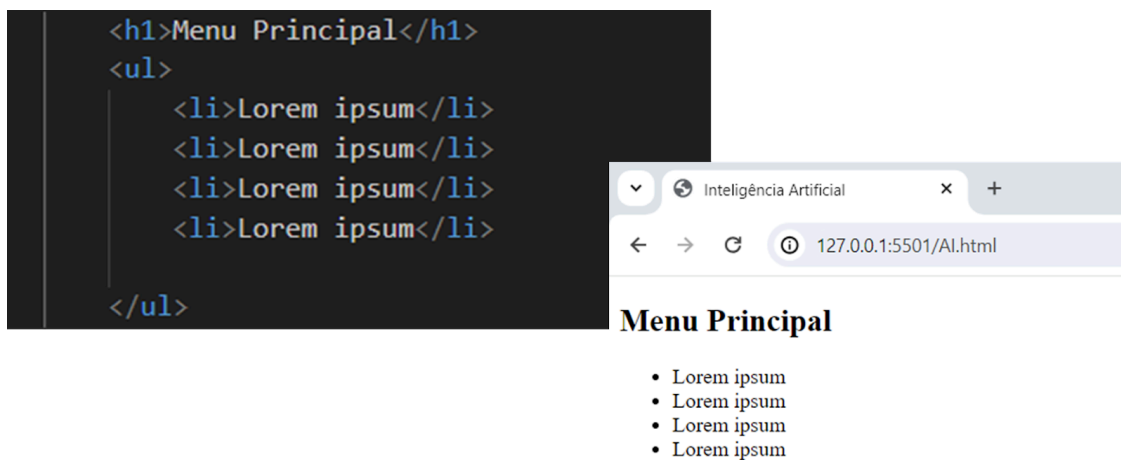 <h1>Menu Principal</h1>
<ul>
<li>Lorem ipsum</li>
<li>Lorem ipsum</li>
<li>Lorem ipsum</li>
<li>Lorem ipsum</li>
</ul>
Inteligência Artificial
127.0.0.1:5501/AI.html
Menu Principal
• Lorem ipsum
• Lorem ipsum
• Lorem ipsum
• Lorem ipsum